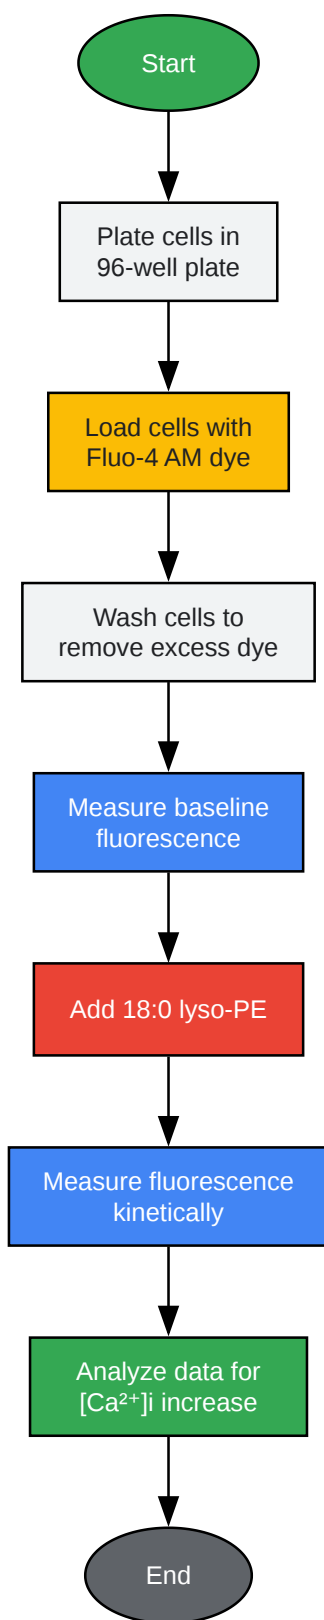 Start
Plate cells in
96-well plate
Load cells with
Fluo-4 AM dye
Wash cells to
remove excess dye
Measure baseline
fluorescence
Add 18:0 lyso-PE
Measure fluorescence
kinetically
Analyze data for
[Ca²⁺]i increase
End